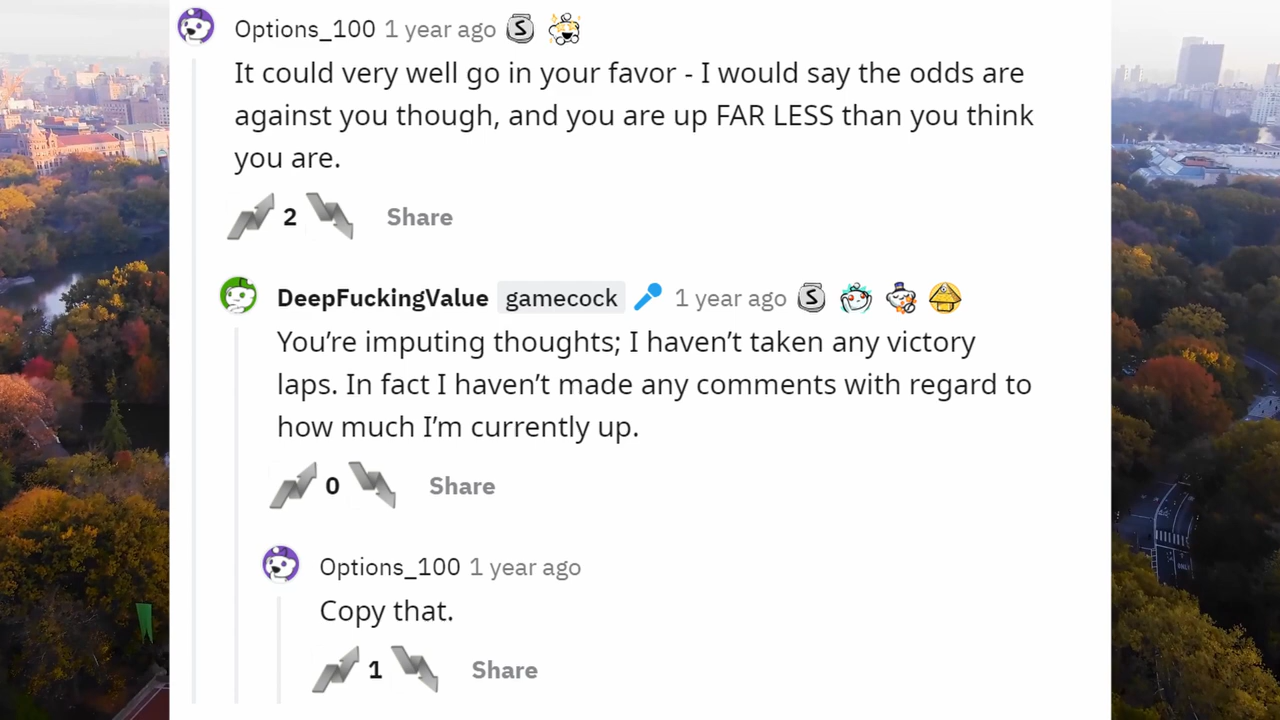 Options_100 1 year ago
It could very well go in your favor - I would say the odds are
against you though, and you are up FAR LESS than you think
you are.
2 Share
DeepFuckingValue gamecock 1 year ago
You’re imputing thoughts; I haven’t taken any victory
laps. In fact I haven’t made any comments with regard to
how much I’m currently up.
0 Share
Options_100 1 year ago
Copy that.
1 Share